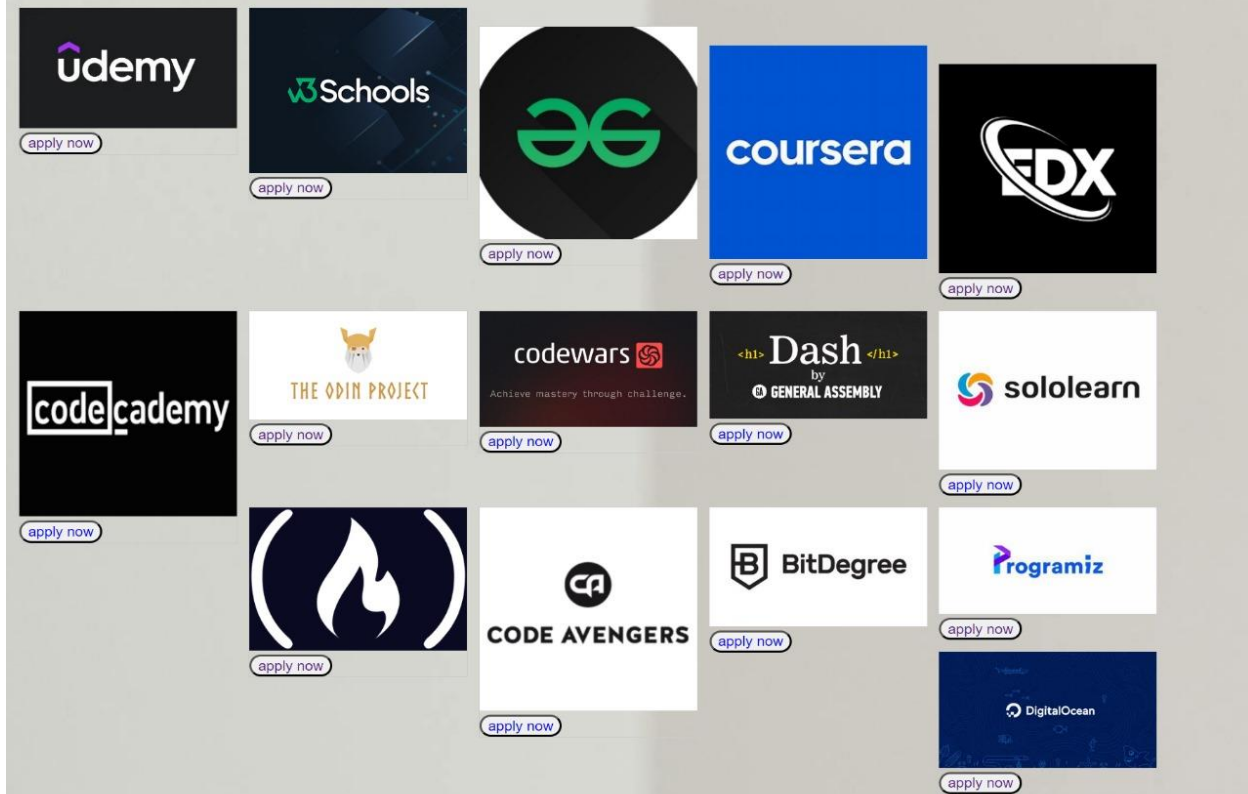 udemy
apply now
w3Schools
apply now
apply now
coursera
apply now
EDX
apply now
codecademy
apply now
THE ODIN PROJECT
apply now
codewars
Achieve mastery through challenge.
apply now
<h1> Dash </h1>
by
GA GENERAL ASSEMBLY
apply now
sololearn
apply now
apply now
CA
CODE AVENGERS
apply now
B BitDegree
apply now
Programiz
apply now
DigitalOcean
apply now